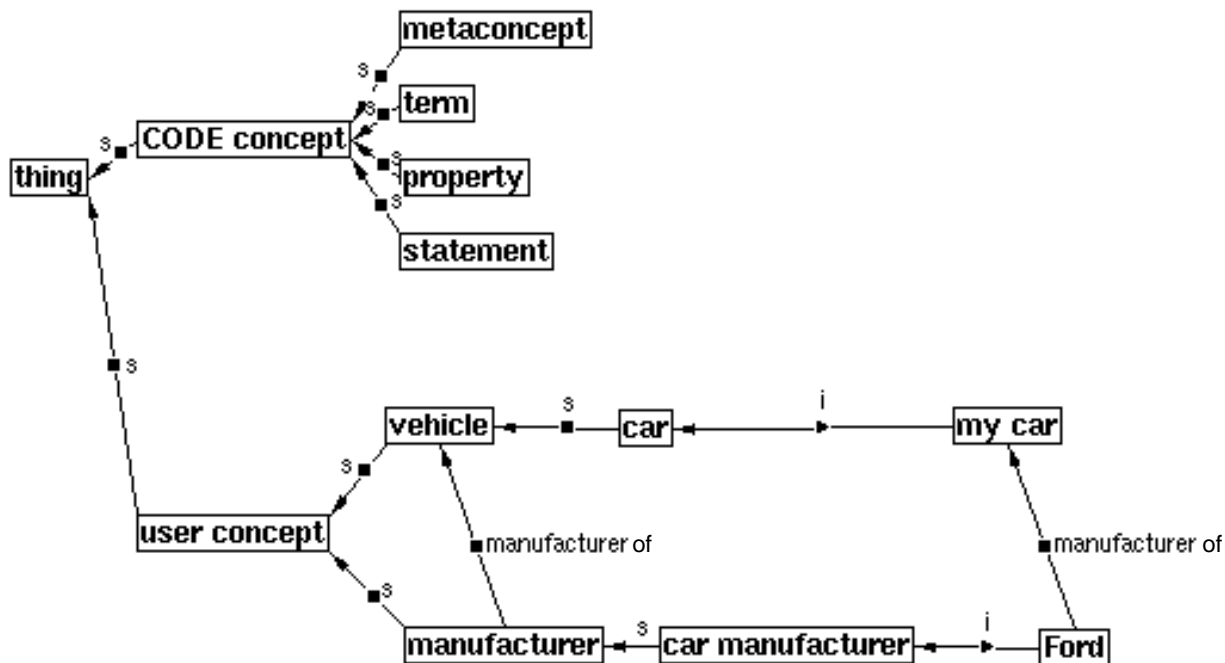 metaconcept
s
term
s
CODE concept
s
thing
s
property
s
statement
s
i
s
vehicle
car
my car
s
user concept
manufacturer of
manufacturer of
s
manufacturer
s
car manufacturer
i
Ford